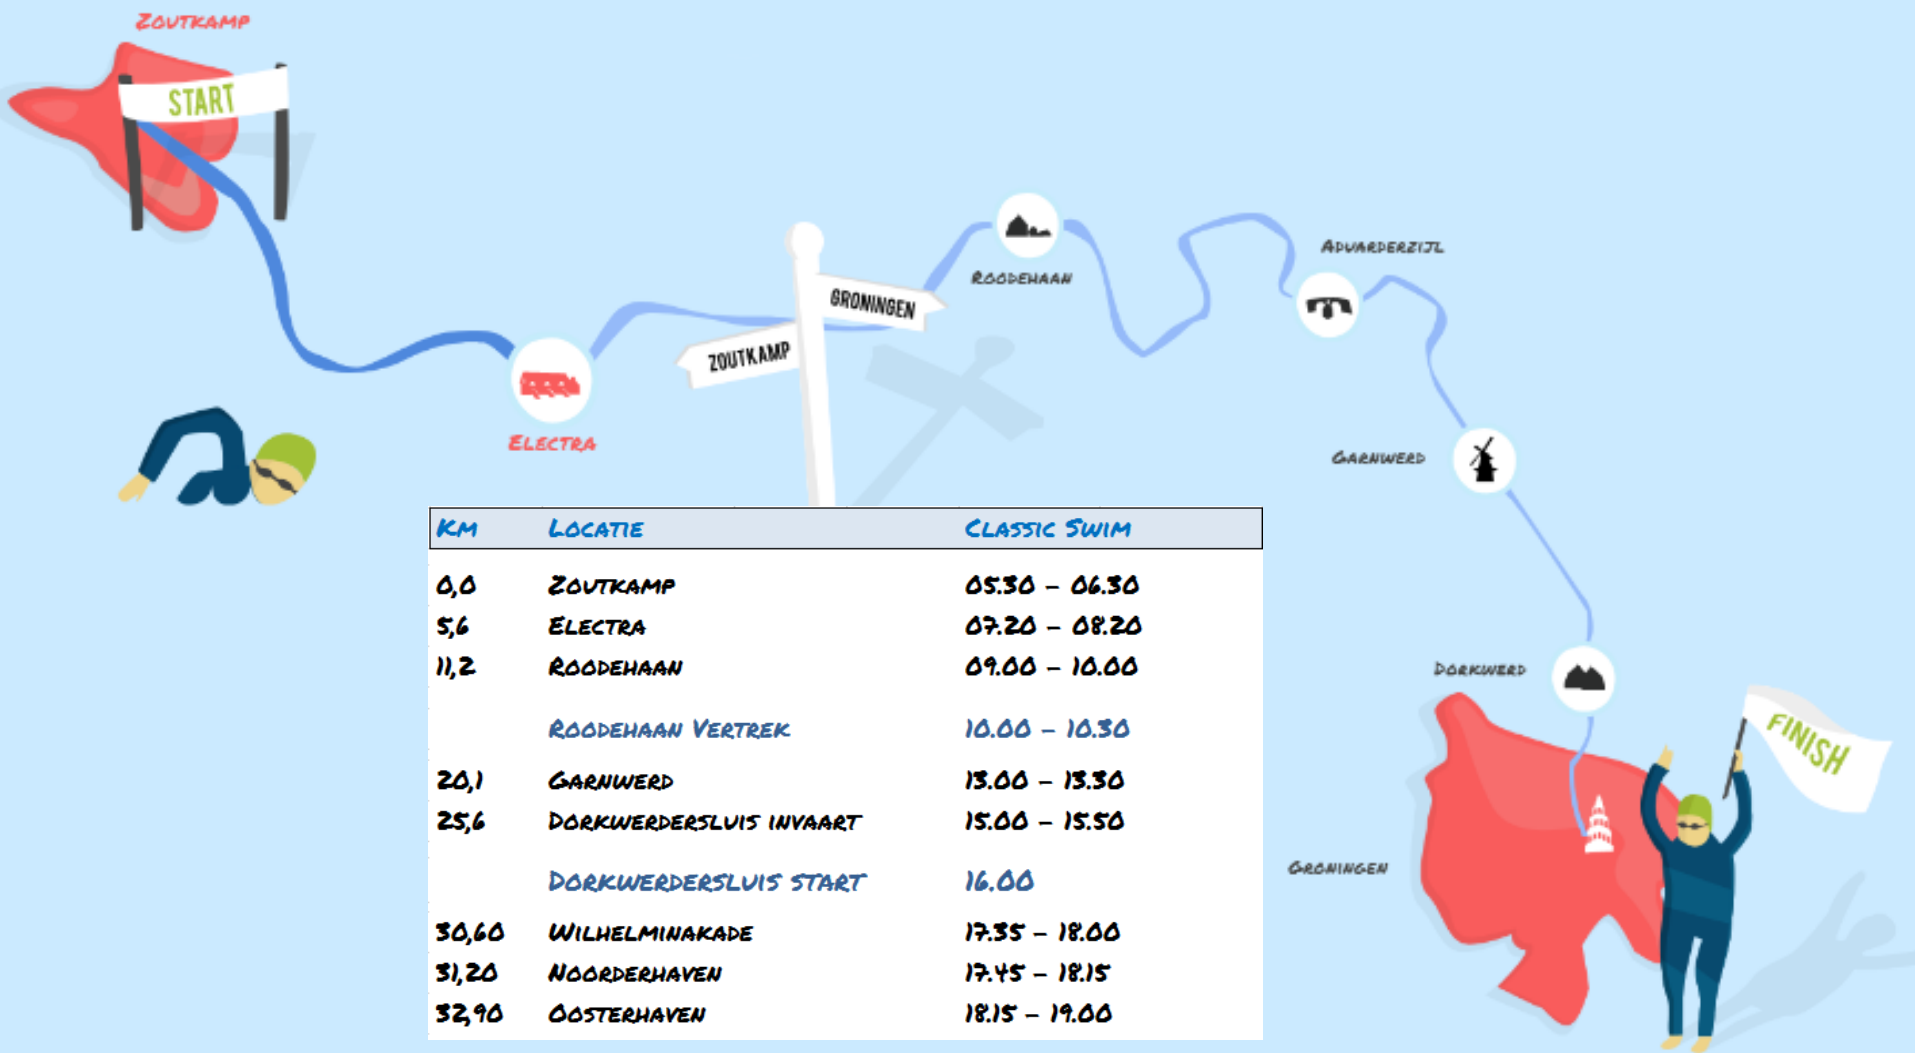 Zoutkamp
START
Roodehaan
Aduarderzijl
GRONINGEN
ZOUTKAMP
Electra
Garnwerd
Dorkwerd
FINISH
Groningen
Km Locatie Classic Swim
0,0 Zoutkamp 05.30 – 06.30
5,6 Electra 07.20 – 08.20
11,2 Roodehaan 09.00 – 10.00
Roodehaan Vertrek 10.00 – 10.30
20,1 Garnwerd 13.00 – 13.30
25,6 Dorkwerdersluis invaart 15.00 – 15.50
Dorkwerdersluis start 16.00
30,60 Wilhelminakade 17.35 – 18.00
31,20 Noorderhaven 17.45 – 18.15
32,90 Oosterhaven 18.15 – 19.00